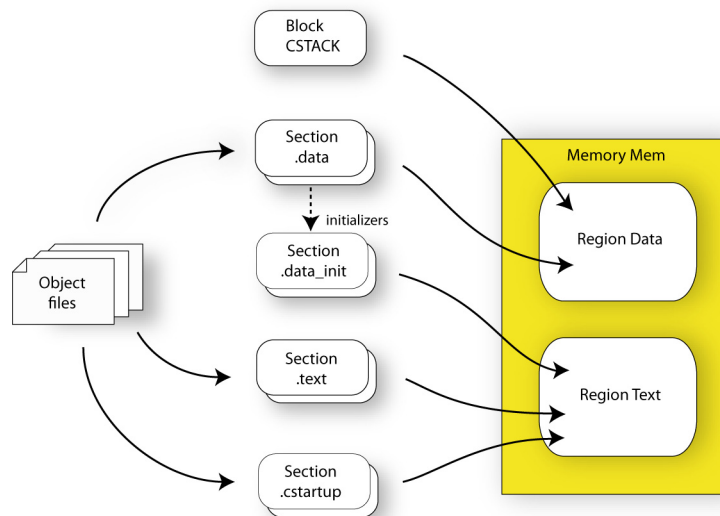 Block
CSTACK
Section
.data
Memory Mem
initializers
Region Data
Section
.data_init
Object
files
Section
.text
Region Text
Section
.cstartup